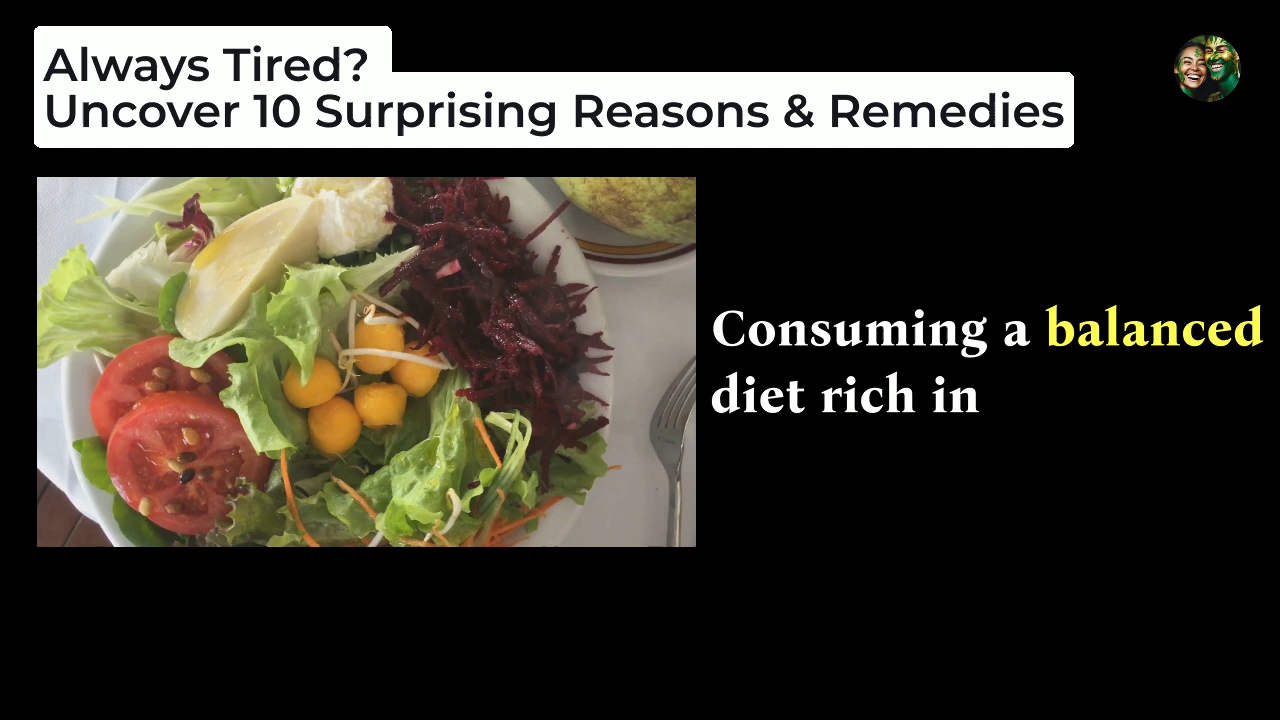 Always Tired?
Uncover 10 Surprising Reasons & Remedies
Consuming a balanced
diet rich in